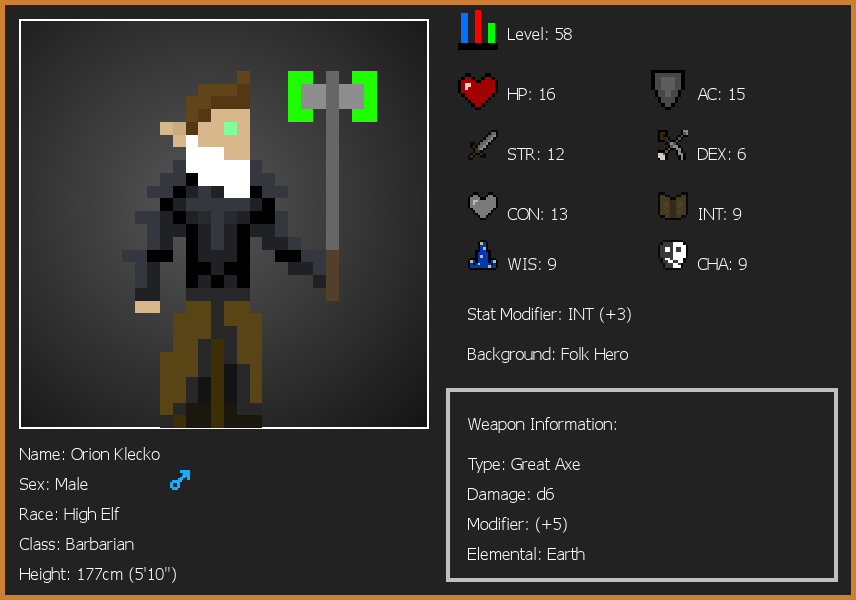 Level: 58
HP: 16
AC: 15
STR: 12
DEX: 6
CON: 13
INT: 9
WIS: 9
CHA: 9
Stat Modifier: INT (+3)
Background: Folk Hero
Weapon Information:
Type: Great Axe
Damage: d6
Modifier: (+5)
Elemental: Earth
Name: Orion Klecko
Sex: Male
Race: High Elf
Class: Barbarian
Height: 177cm (5'10")